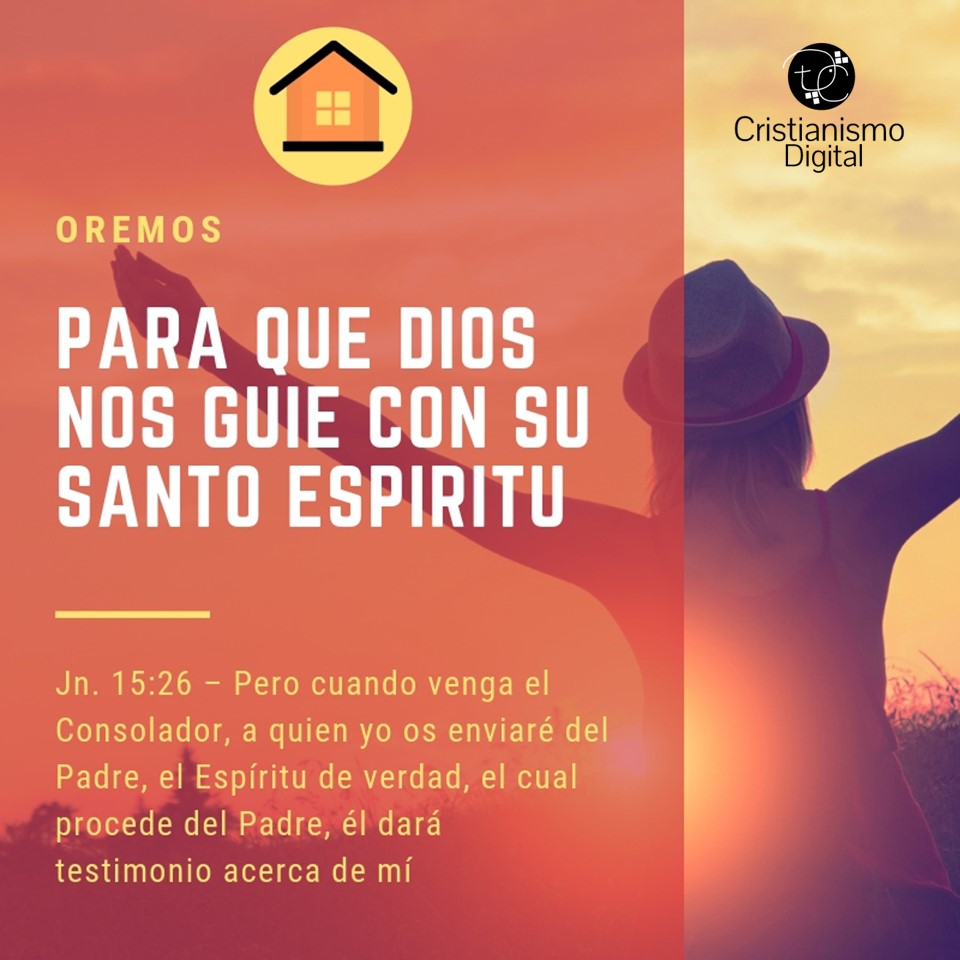 Cristianismo
Digital
OREMOS
PARA QUE DIOS
NOS GUIE CON SU
SANTO ESPIRITU
Jn. 15:26 – Pero cuando venga el
Consolador, a quien yo os enviaré del
Padre, el Espíritu de verdad, el cual
procede del Padre, él dará
testimonio acerca de mí